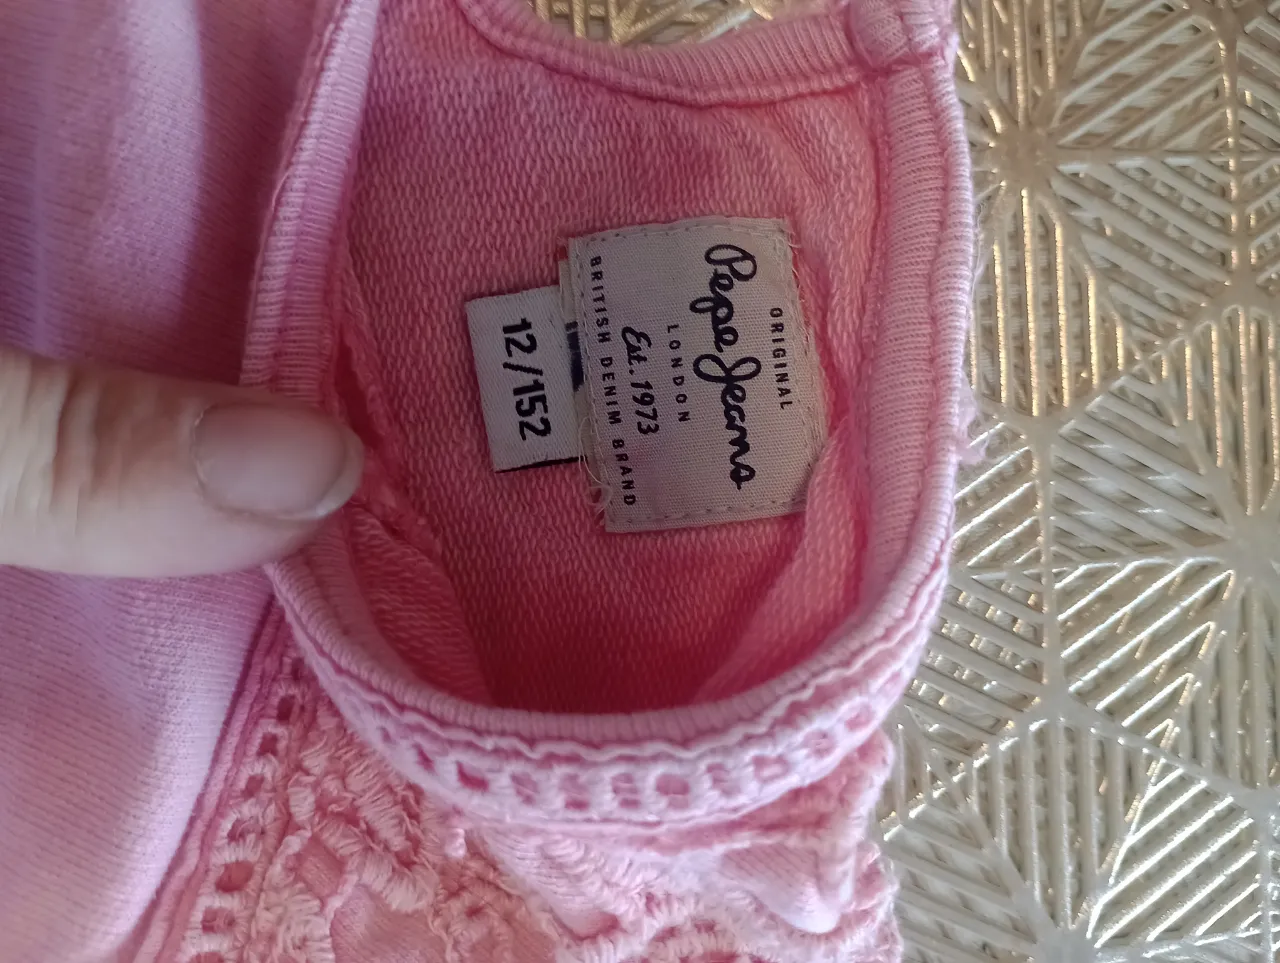 ORIGINAL
Pepe Jeans
LONDON
Est. 1973
BRITISH DENIM BRAND
12/152